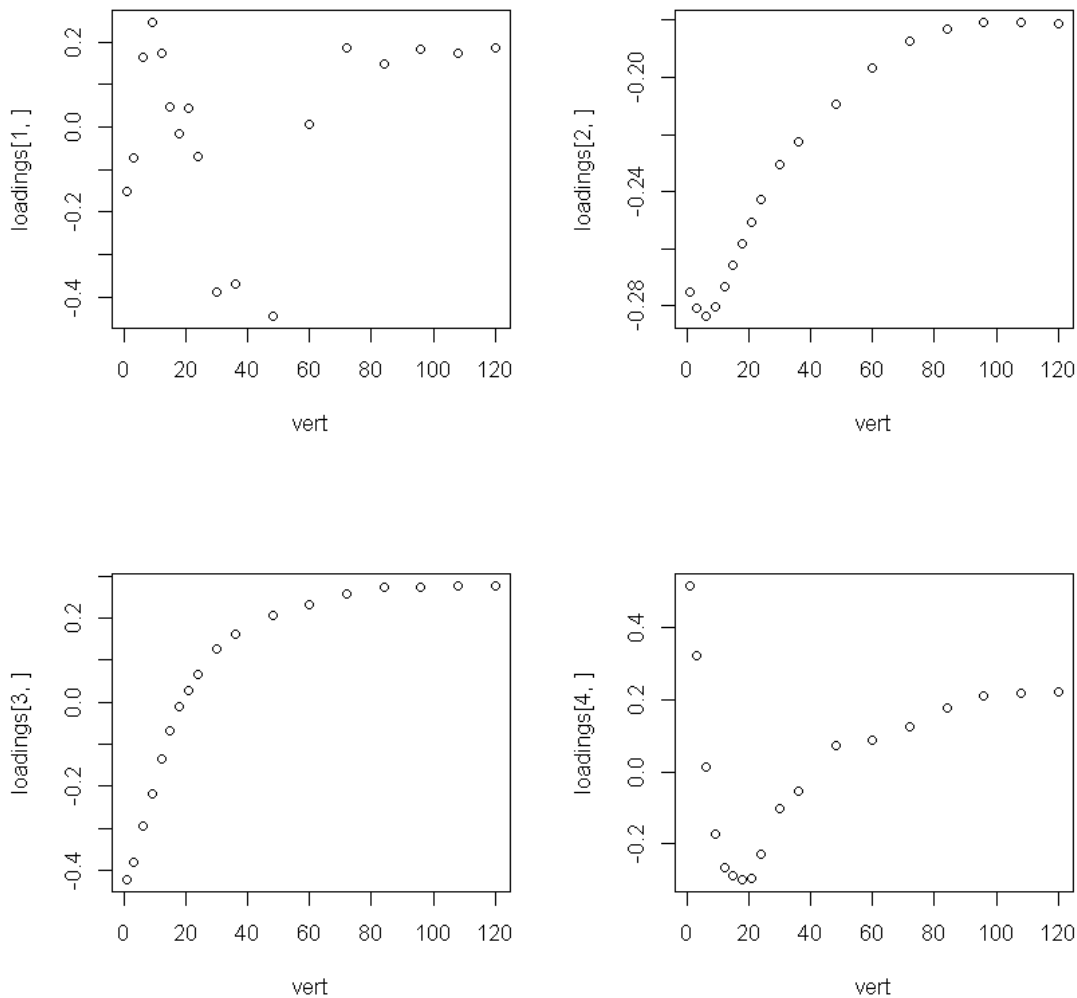 loadings[1, ]
-0.4 -0.2 0.0 0.2
0 20 40 60 80 100 120
vert
loadings[2, ]
-0.28 -0.24 -0.20
0 20 40 60 80 100 120
vert
loadings[3, ]
-0.4 -0.2 0.0 0.2
0 20 40 60 80 100 120
vert
loadings[4, ]
-0.2 0.0 0.2 0.4
0 20 40 60 80 100 120
vert